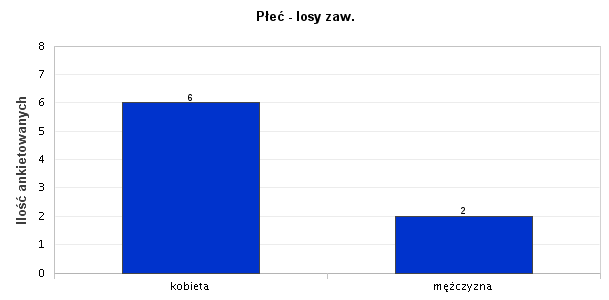 Płeć - losy zaw.
Ilość ankietowanych
8
7
6
5
4
3
2
1
0
6
2
kobieta
mężczyzna